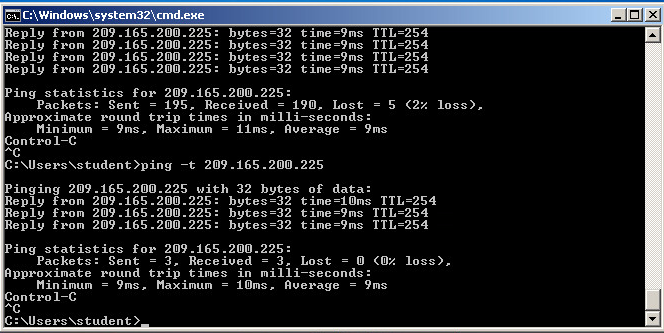 C:\Windows\system32\cmd.exe
Reply from 209.165.200.225: bytes=32 time=9ms TTL=254
Reply from 209.165.200.225: bytes=32 time=9ms TTL=254
Reply from 209.165.200.225: bytes=32 time=9ms TTL=254
Reply from 209.165.200.225: bytes=32 time=9ms TTL=254
Ping statistics for 209.165.200.225:
Packets: Sent = 195, Received = 190, Lost = 5 (2% loss),
Approximate round trip times in milli-seconds:
Minimum = 9ms, Maximum = 11ms, Average = 9ms
Control-C
^C
C:\Users\student>ping -t 209.165.200.225
Pinging 209.165.200.225 with 32 bytes of data:
Reply from 209.165.200.225: bytes=32 time=10ms TTL=254
Reply from 209.165.200.225: bytes=32 time=9ms TTL=254
Reply from 209.165.200.225: bytes=32 time=9ms TTL=254
Ping statistics for 209.165.200.225:
Packets: Sent = 3, Received = 3, Lost = 0 (0% loss),
Approximate round trip times in milli-seconds:
Minimum = 9ms, Maximum = 10ms, Average = 9ms
Control-C
^C
C:\Users\student>_